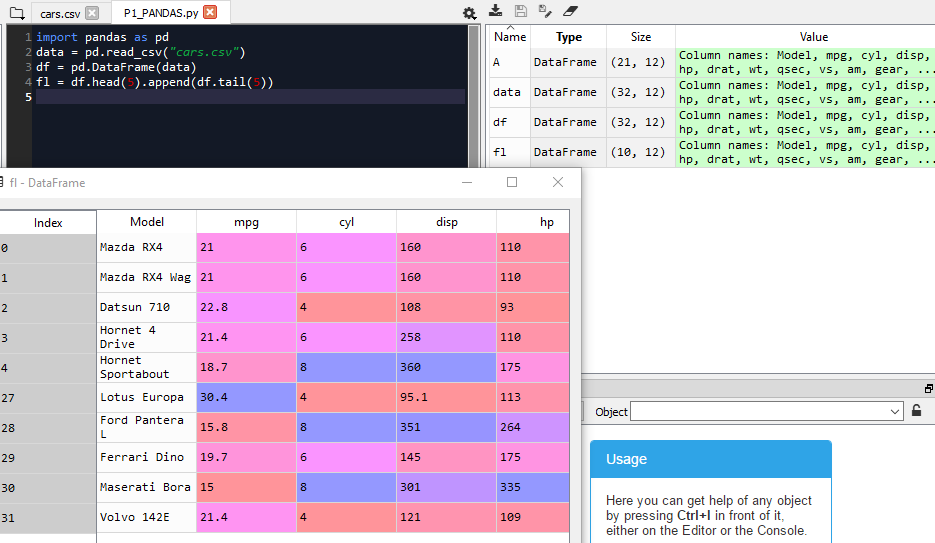 cars.csv P1_PANDAS.py
1 import pandas as pd
2 data = pd.read_csv("cars.csv")
3 df = pd.DataFrame(data)
4 fl = df.head(5).append(df.tail(5))
5
Name Type Size Value
A DataFrame (21, 12) Column names: Model, mpg, cyl, disp,
hp, drat, wt, qsec, vs, am, gear, ...
data DataFrame (32, 12) Column names: Model, mpg, cyl, disp,
hp, drat, wt, qsec, vs, am, gear, ...
df DataFrame (32, 12) Column names: Model, mpg, cyl, disp,
hp, drat, wt, qsec, vs, am, gear, ...
fl DataFrame (10, 12) Column names: Model, mpg, cyl, disp,
hp, drat, wt, qsec, vs, am, gear, ...
fl - DataFrame
Index Model mpg cyl disp hp
0 Mazda RX4 21 6 160 110
1 Mazda RX4 Wag 21 6 160 110
2 Datsun 710 22.8 4 108 93
3 Hornet 4 21.4 6 258 110
Drive
4 Hornet 18.7 8 360 175
Sportabout
27 Lotus Europa 30.4 4 95.1 113
28 Ford Pantera 15.8 8 351 264
L
29 Ferrari Dino 19.7 6 145 175
30 Maserati Bora 15 8 301 335
31 Volvo 142E 21.4 4 121 109
Object
Usage
Here you can get help of any object
by pressing Ctrl+I in front of it,
either on the Editor or the Console.